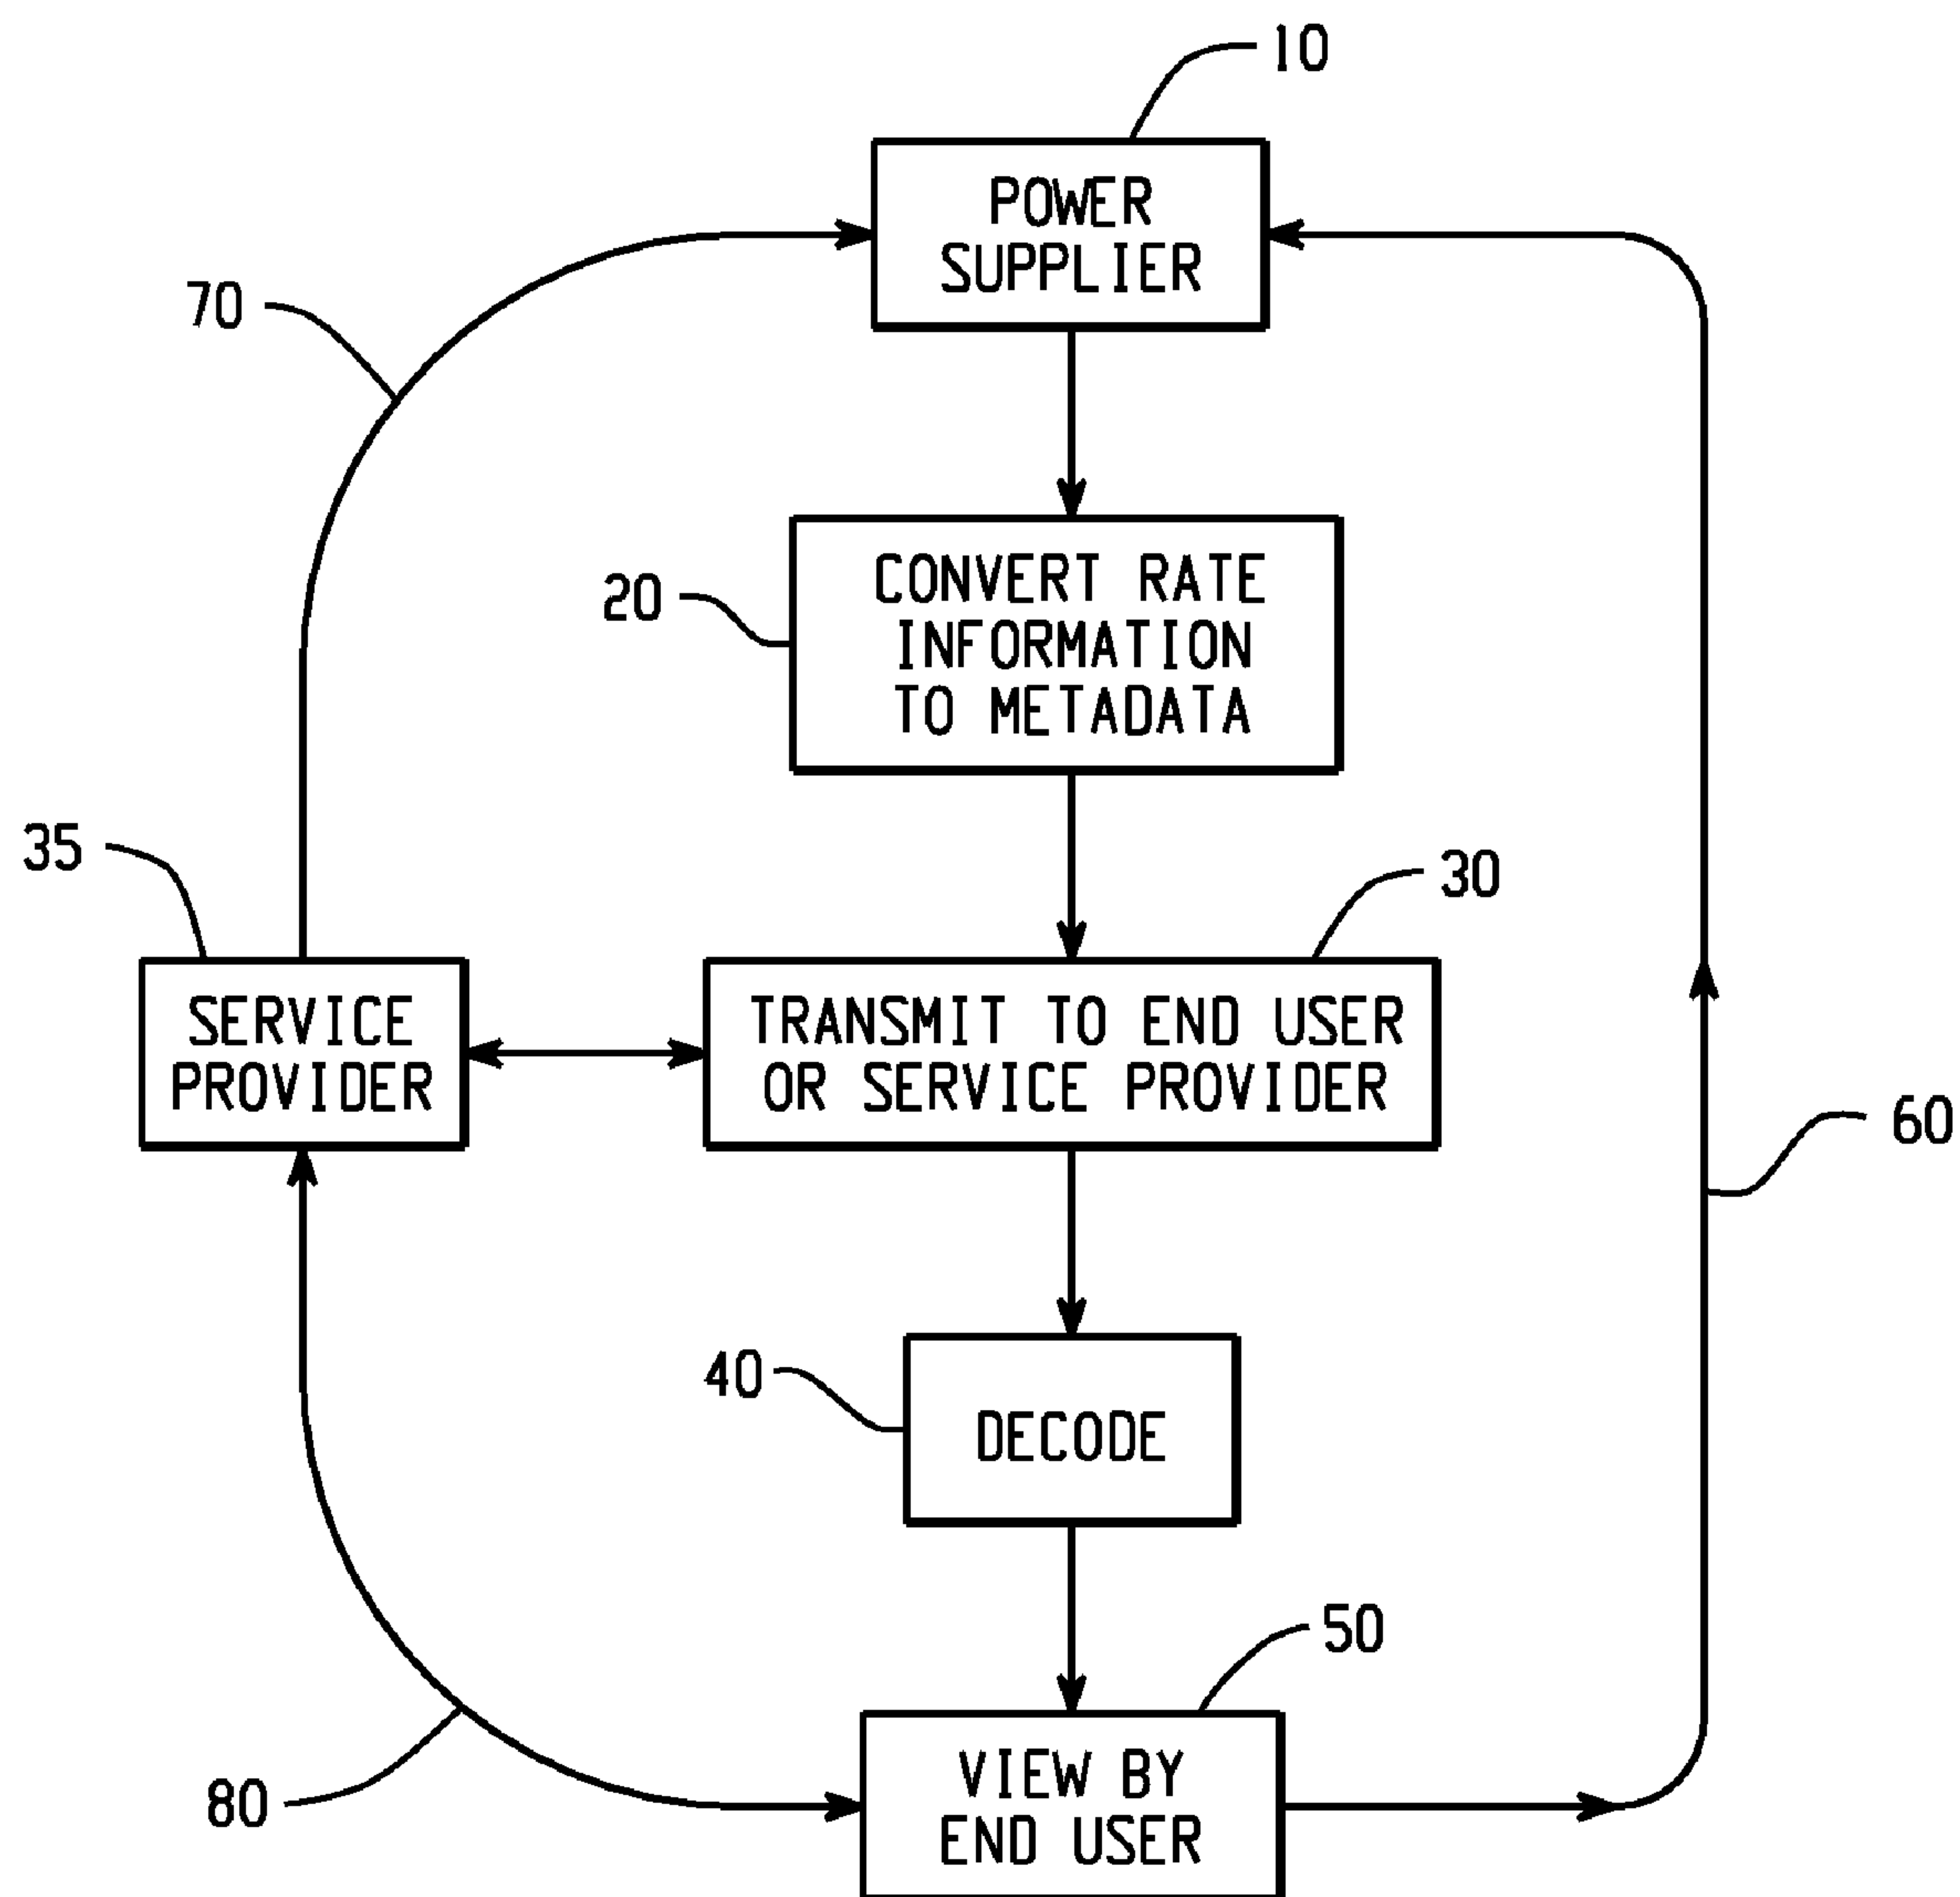 10
POWER
SUPPLIER
70
20
CONVERT RATE
INFORMATION
TO METADATA
35
30
SERVICE
PROVIDER
TRANSMIT TO END USER
OR SERVICE PROVIDER
60
40
DECODE
50
80
VIEW BY
END USER